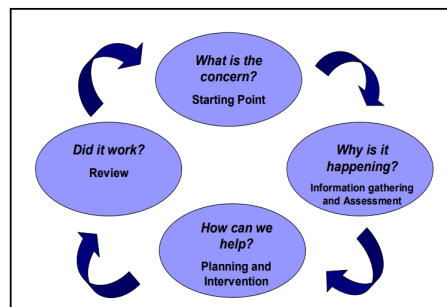 What is the
concern?
Starting Point
Why is it
happening?
Information gathering
and Assessment
How can we
help?
Planning and
Intervention
Did it work?
Review